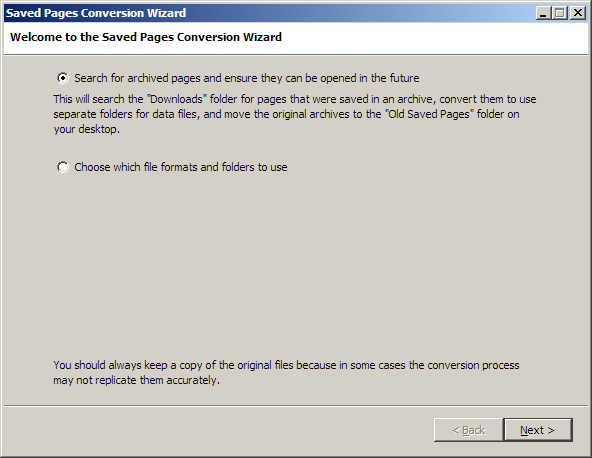 Saved Pages Conversion Wizard
Welcome to the Saved Pages Conversion Wizard
Search for archived pages and ensure they can be opened in the future
This will search the "Downloads" folder for pages that were saved in an archive, convert them to use
separate folders for data files, and move the original archives to the "Old Saved Pages" folder on
your desktop.
Choose which file formats and folders to use
You should always keep a copy of the original files because in some cases the conversion process
may not replicate them accurately.
< Back Next >